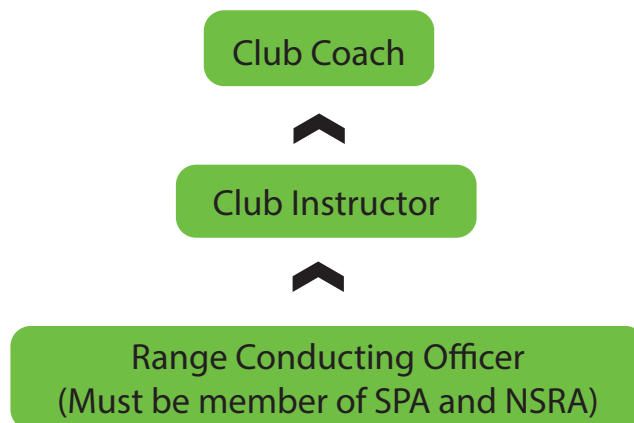 Club Coach
Club Instructor
Range Conducting Officer
(Must be member of SPA and NSRA)